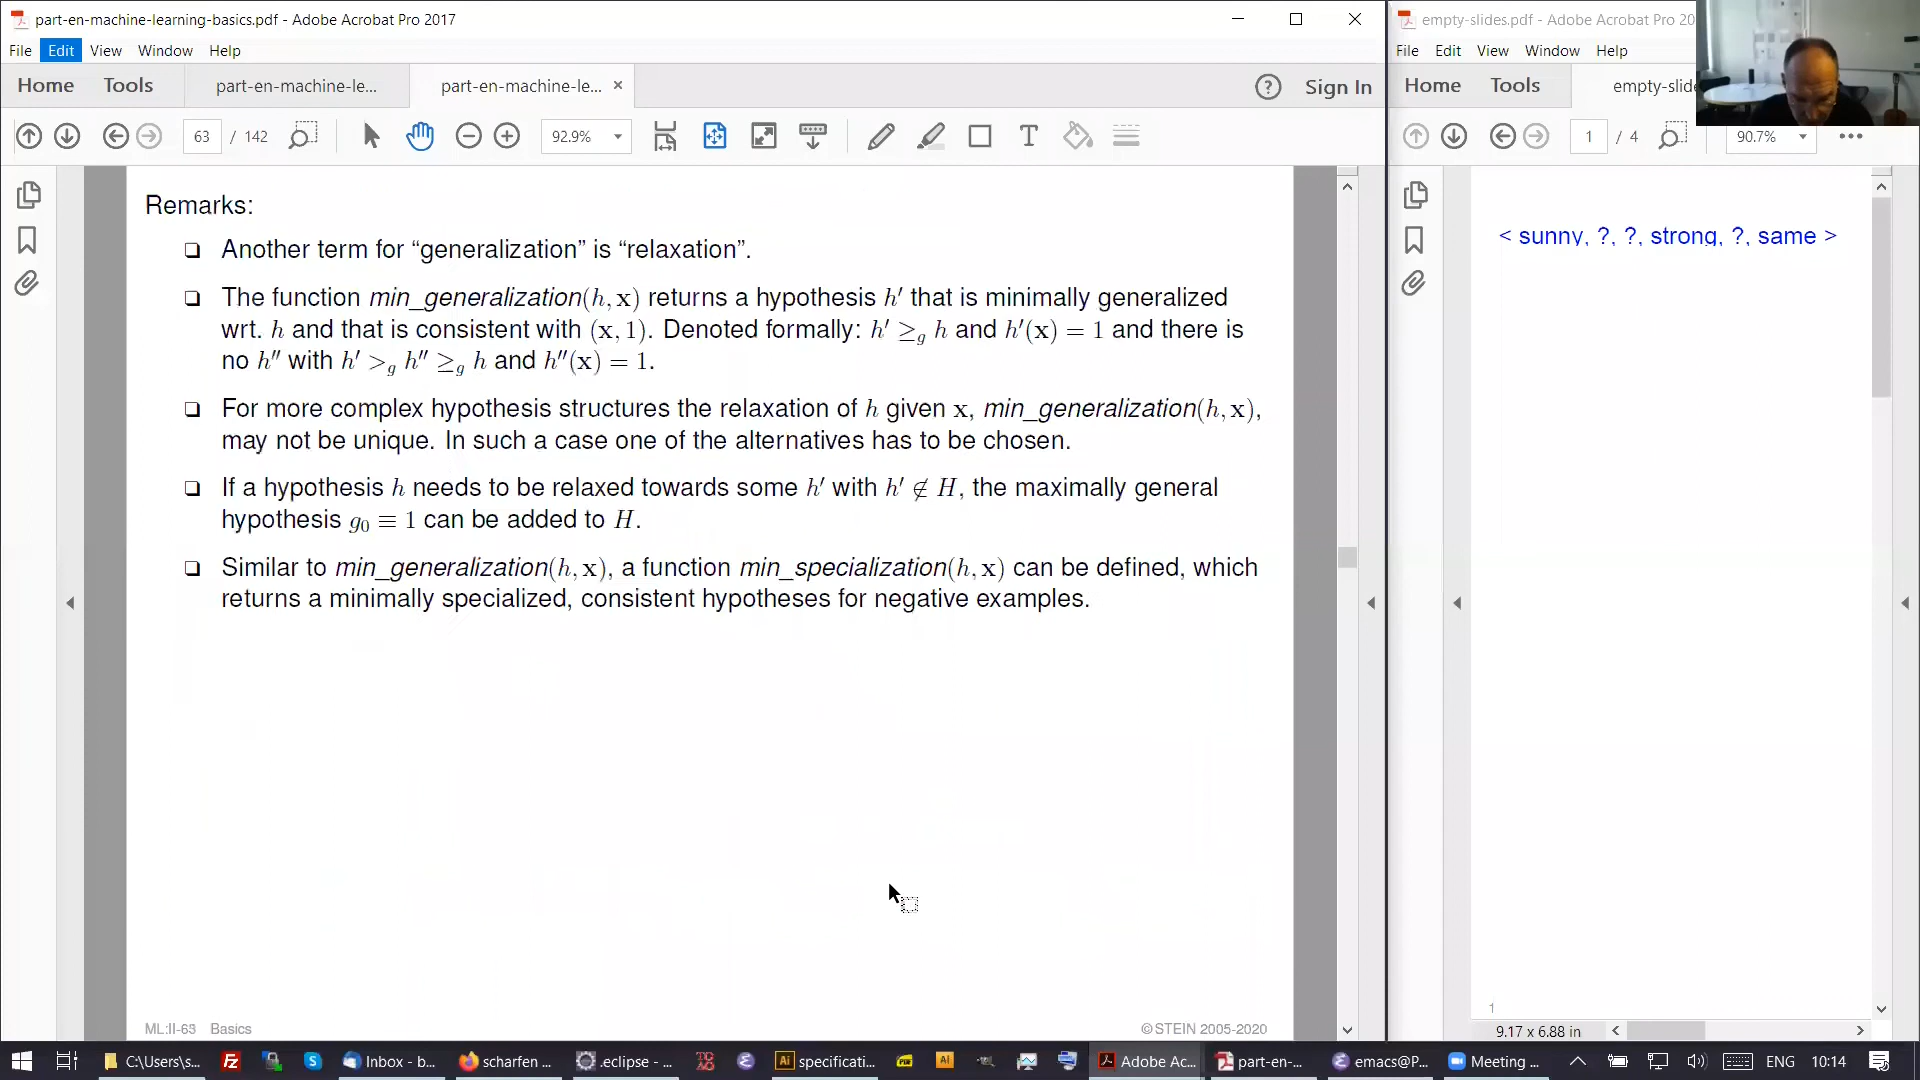 part-en-machine-learning-basics.pdf - Adobe Acrobat Pro 2017
File Edit View Window Help
Home Tools part-en-machine-le... part-en-machine-le... × ? Sign In
63 / 142 92.9%
Remarks:
❑ Another term for “generalization” is “relaxation”.
❑ The function min_generalization(h, x) returns a hypothesis h′ that is minimally generalized
wrt. h and that is consistent with (x, 1). Denoted formally: h′ ≥g h and h′(x) = 1 and there is
no h′′ with h′ >g h′′ ≥g h and h′′(x) = 1.
❑ For more complex hypothesis structures the relaxation of h given x, min_generalization(h, x),
may not be unique. In such a case one of the alternatives has to be chosen.
❑ If a hypothesis h needs to be relaxed towards some h′ with h′ ∉ H, the maximally general
hypothesis g0 ≡ 1 can be added to H.
❑ Similar to min_generalization(h, x), a function min_specialization(h, x) can be defined, which
returns a minimally specialized, consistent hypotheses for negative examples.
ML:II-63 Basics © STEIN 2005-2020
empty-slides.pdf - Adobe Acrobat Pro 20
File Edit View Window Help
Home Tools empty-slide
1 / 4 90.7%
< sunny, ?, ?, strong, ?, same >
1
9.17 x 6.88 in
C:\Users\s... Inbox - b... scharfen ... .eclipse - ... specificati... Adobe Ac... part-en-... emacs@P... Meeting ... ENG 10:14